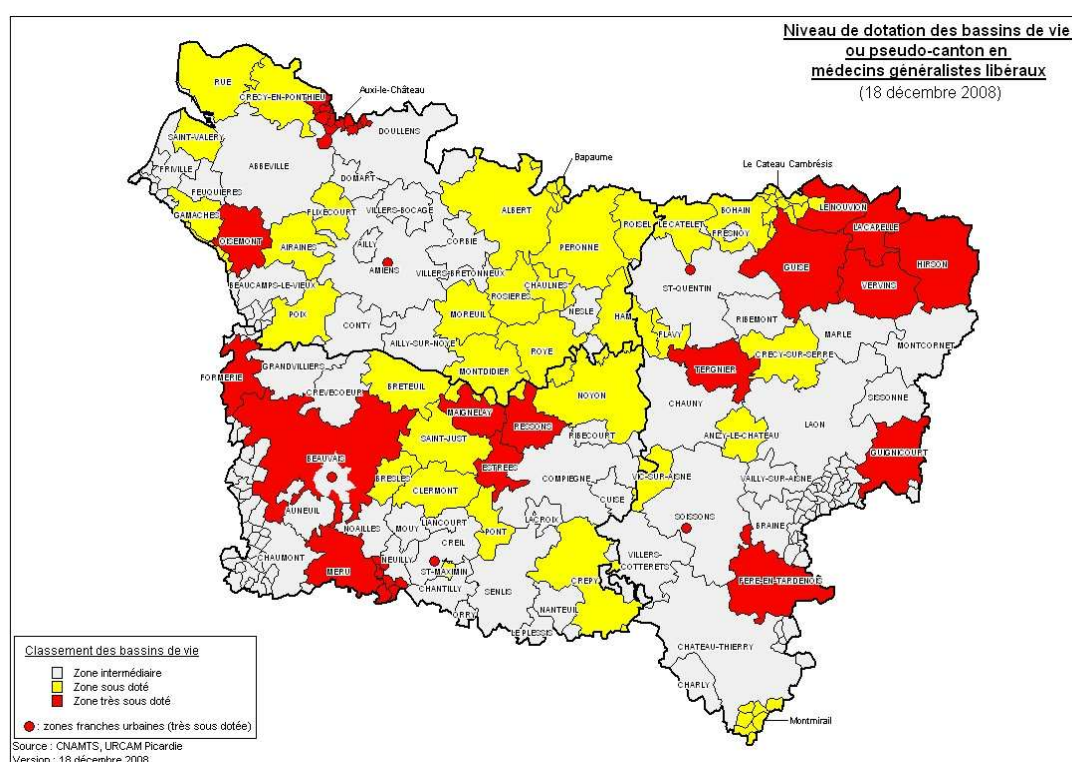 Niveau de dotation des bassins de vie
ou pseudo-canton en
médecins généralistes libéraux
(18 décembre 2008)
Auxi-le-Château
RUE
CRECY-EN-PONTHIEU
DOULLENS
SAINT-VALERY
ABBEVILLE
Bapaume
Le Cateau Cambrésis
FRIVILLE
FEUQUIERES
DOMART
GAMACHES
FLIXECOURT
VILLERS-BOCAGE
ALBERT
ROISEL
LE CATELET
BOHAIN
FRESNOY
LE NOUVION
LA CAPELLE
OISEMONT
AIRAINES
AILLY
CORBIE
PERONNE
AMIENS
VILLERS-BRETONNEUX
GUISE
HIRSON
BEAUCAMPS-LE-VIEUX
CHAULNES
ST-QUENTIN
VERVINS
ROSIERES
POIX
CONTY
MOREUIL
NESLE
HAM
RIBEMONT
AILLY-SUR-NOYE
ROYE
FLAVY
MARLE
CRECY-SUR-SERRE
MONTCORNET
GRANDVILLIERS
MONTDIDIER
TERGNIER
FORMERIE
CREVECOEUR
BRETEUIL
NOYON
CHAUNY
SISSONNE
MAIGNELAY
RESSONS
RIBECOURT
LAON
SAINT-JUST
ANIZY-LE-CHATEAU
GUIGNICOURT
BEAUVAIS
ESTREES
BRESLES
CLERMONT
COMPIEGNE
VIC-SUR-AISNE
VAILLY-SUR-AISNE
CUISE
AUNEUIL
LIANCOURT
LACROIX
SOISSONS
BRAINE
NOAILLES
MOUY
PONT
CREIL
CHAUMONT
NEUILLY
ST-MAXIMIN
VILLERS-
COTTERETS
MERU
CHANTILLY
SENLIS
CREPY
FERE-EN-TARDENOIS
ORRY
NANTEUIL
LE PLESSIS
CHATEAU-THIERRY
CHARLY
Montmirail
Classement des bassins de vie
Zone intermédiaire
Zone sous doté
Zone très sous doté
: zones franches urbaines (très sous dotée)
Source : CNAMTS, URCAM Picardie
Version : 18 décembre 2008